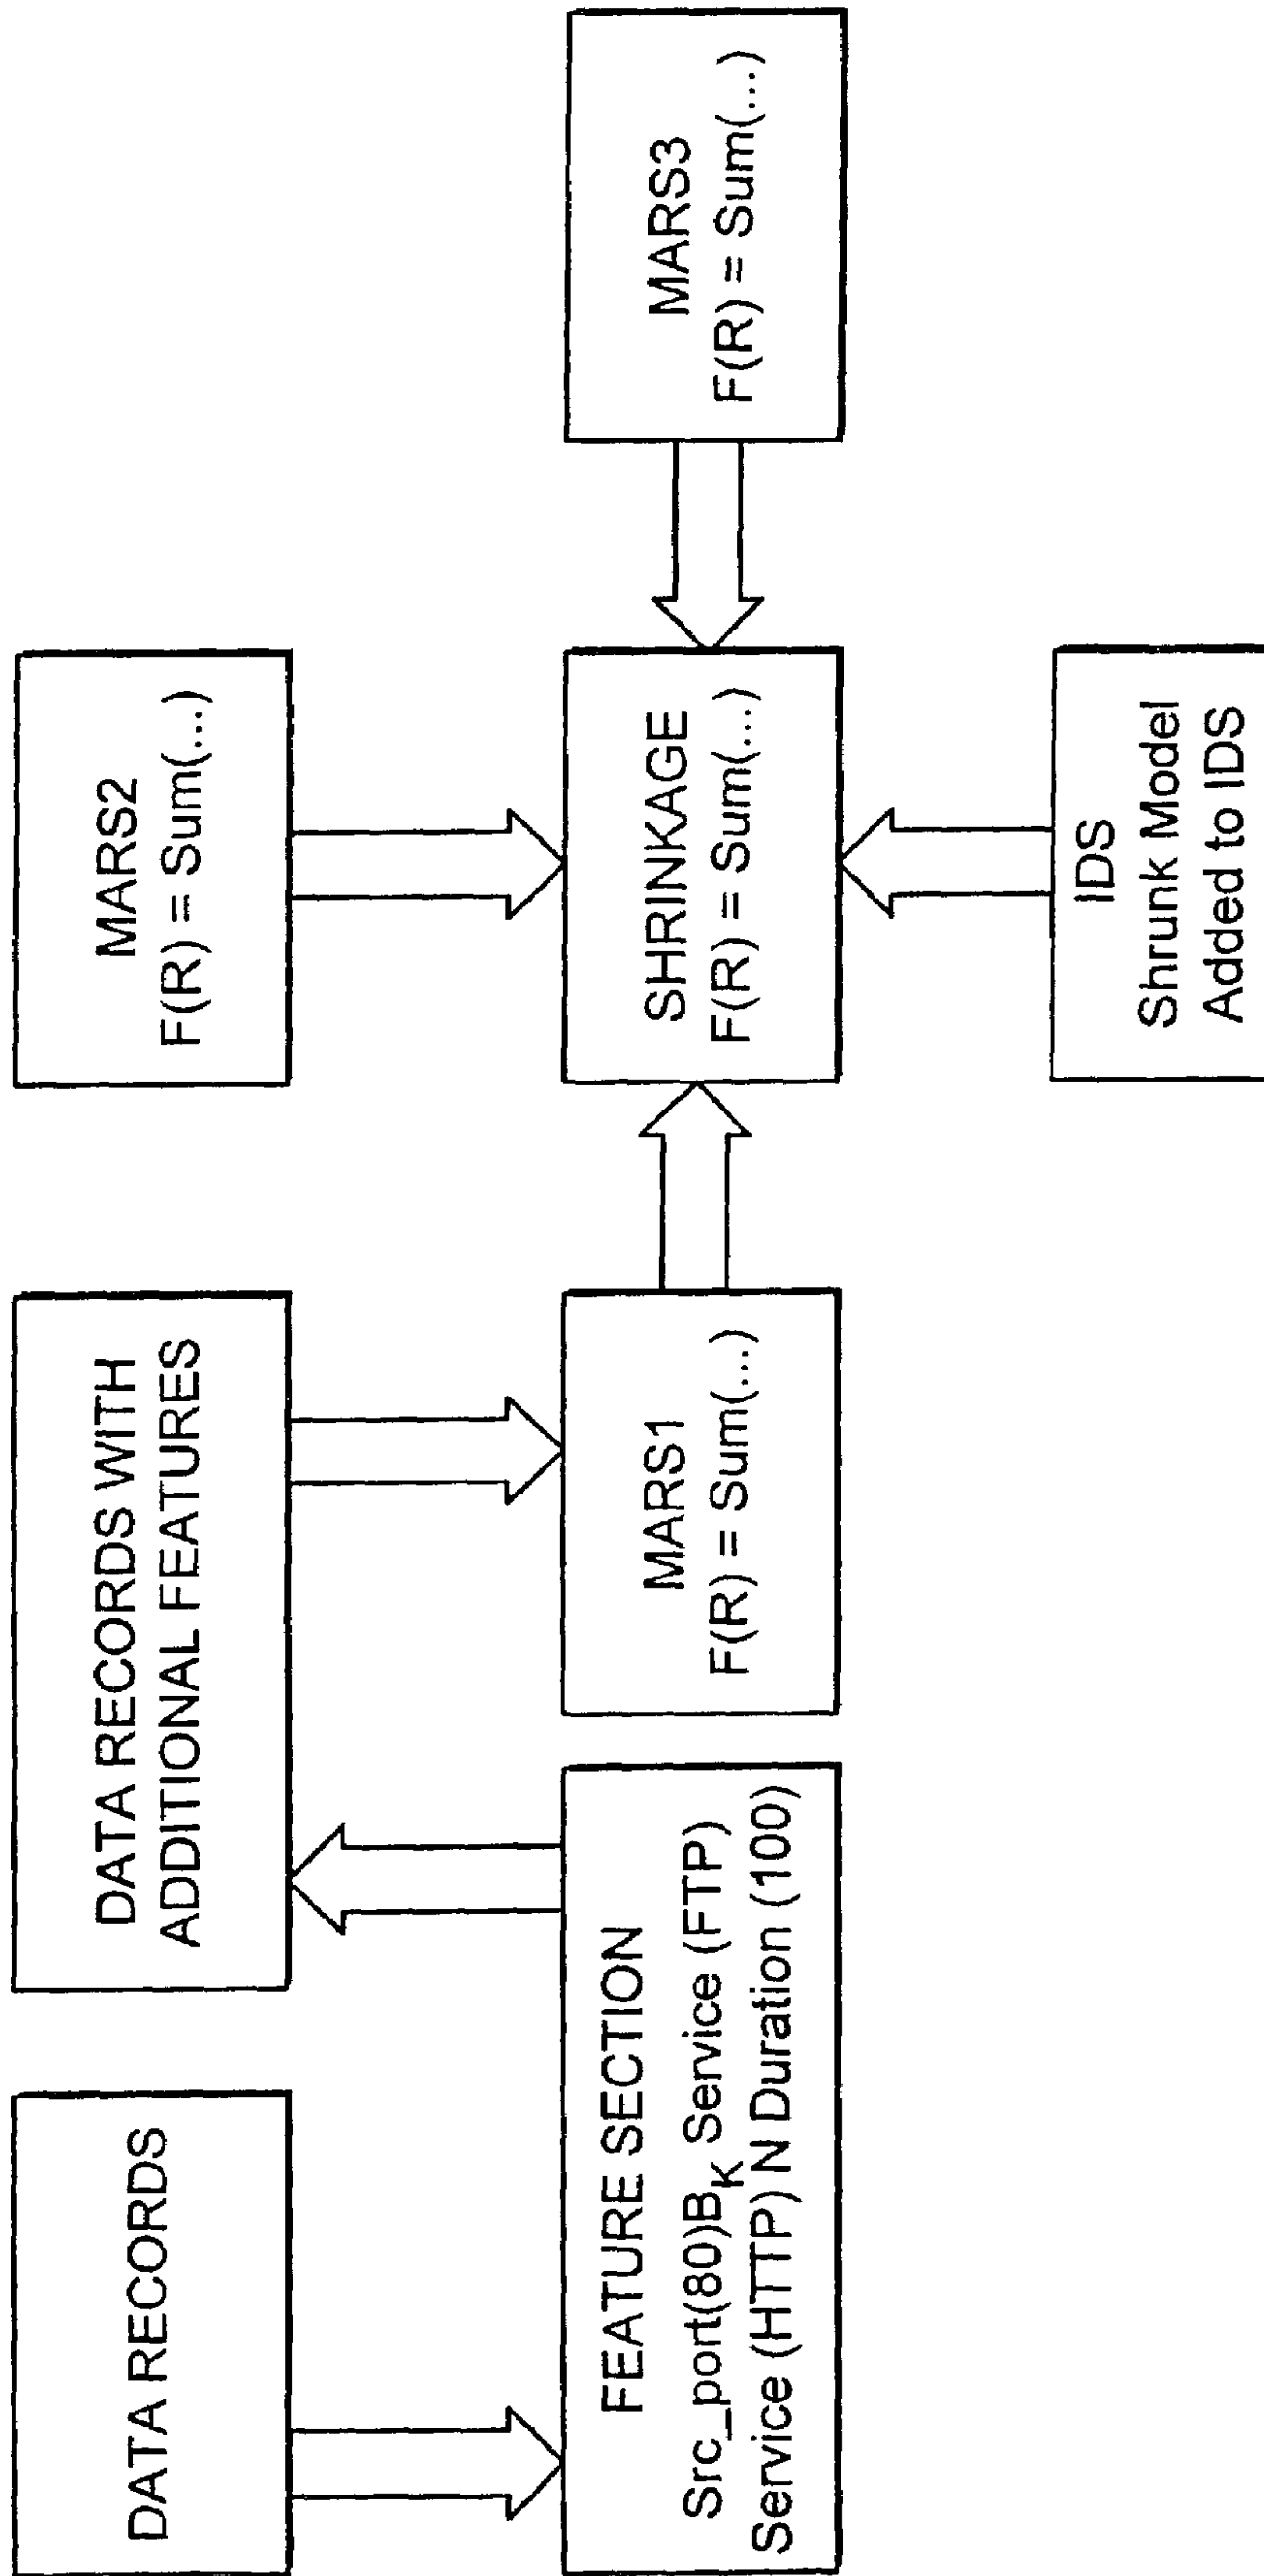 DATA RECORDS
FEATURE SECTION
Src_port(80)B_K Service (FTP)
Service (HTTP) N Duration (100)
DATA RECORDS WITH
ADDITIONAL FEATURES
MARS1
F(R) = Sum(...)
MARS2
F(R) = Sum(...)
SHRINKAGE
F(R) = Sum(....)
MARS3
F(R) = Sum(...)
IDS
Shrunk Model
Added to IDS